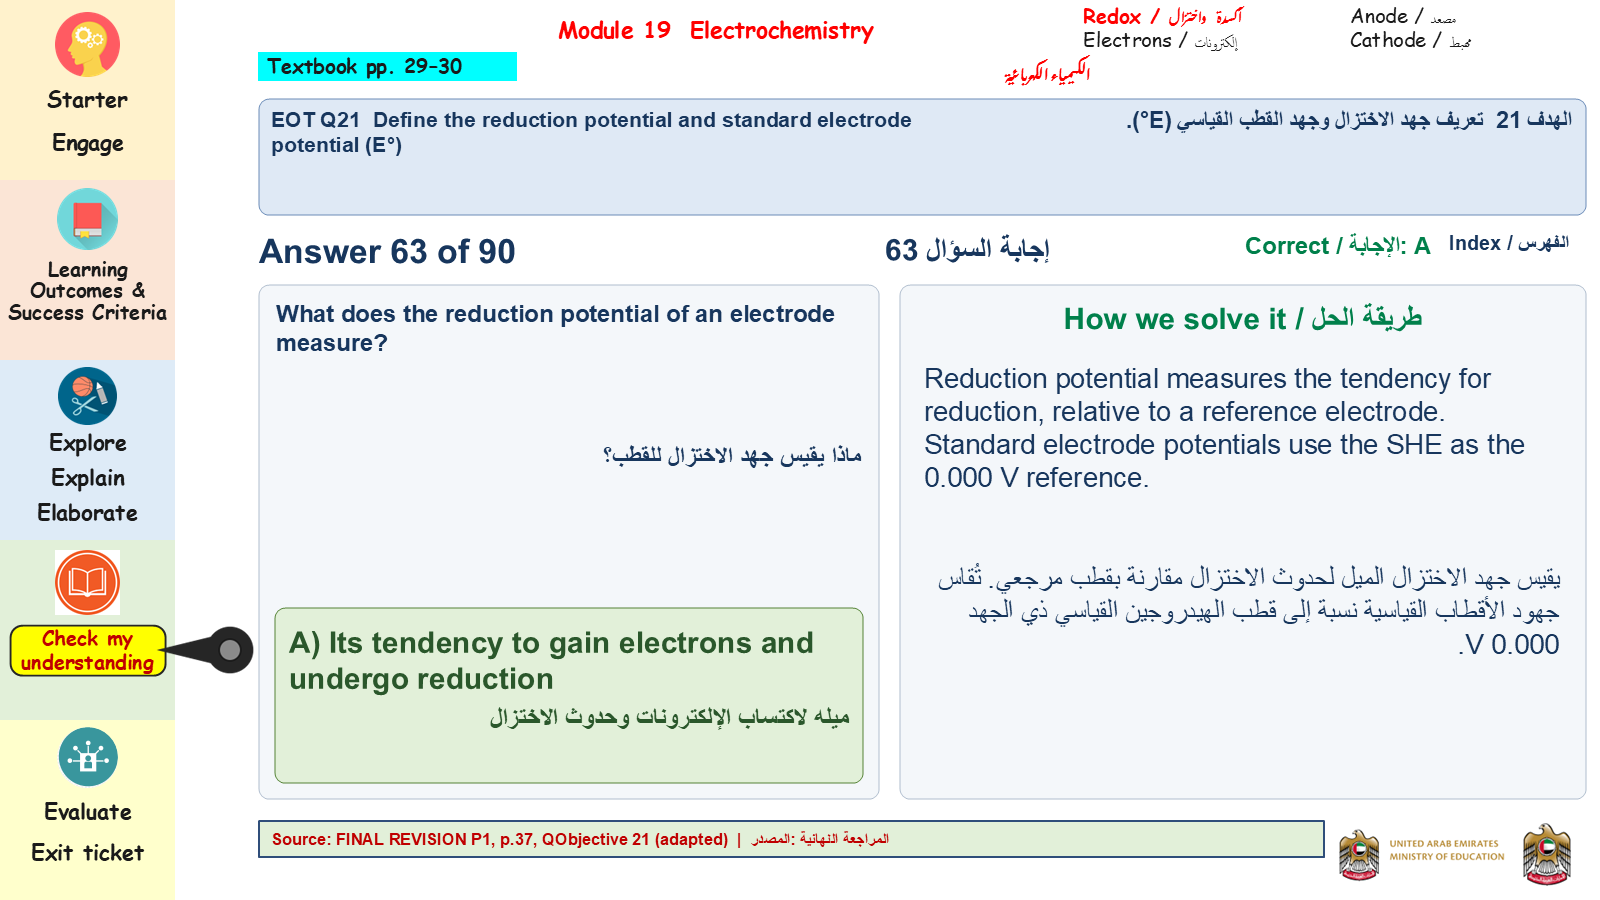 Starter
Engage
Learning
Outcomes &
Success Criteria
Explore
Explain
Elaborate
Check my
understanding
Evaluate
Exit ticket
Module 19 Electrochemistry
Redox / أكسدة واختزال
Electrons / إلكترونات
Anode / مصعد
Cathode / مهبط
الكيمياء الكهربائية
Textbook pp. 29-30
EOT Q21 Define the reduction potential and standard electrode
potential (E°)
الهدف 21 تعريف جهد الاختزال وجهد القطب القياسي (E°).
Answer 63 of 90
إجابة السؤال 63
Correct / الإجابة: A
Index / الفهرس
What does the reduction potential of an electrode
measure?
ماذا يقيس جهد الاختزال للقطب؟
A) Its tendency to gain electrons and
undergo reduction
ميله لاكتساب الإلكترونات وحدوث الاختزال
How we solve it / طريقة الحل
Reduction potential measures the tendency for
reduction, relative to a reference electrode.
Standard electrode potentials use the SHE as the
0.000 V reference.
يقيس جهد الاختزال الميل لحدوث الاختزال مقارنة بقطب مرجعي. تُقاس
جهود الأقطاب القياسية نسبة إلى قطب الهيدروجين القياسي ذي الجهد
0.000 V.
Source: FINAL REVISION P1, p.37, QObjective 21 (adapted) | المراجعة النهائية :المصدر
UNITED ARAB EMIRATES
MINISTRY OF EDUCATION